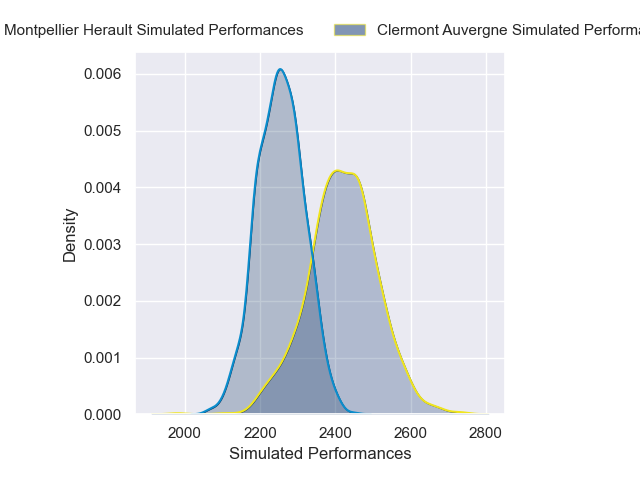 Montpellier Herault Simulated Performances
Clermont Auvergne Simulated Performa
0.006
0.005
0.004
0.003
0.002
0.001
0.000
Density
2000 2200 2400 2600 2800
Simulated Performances